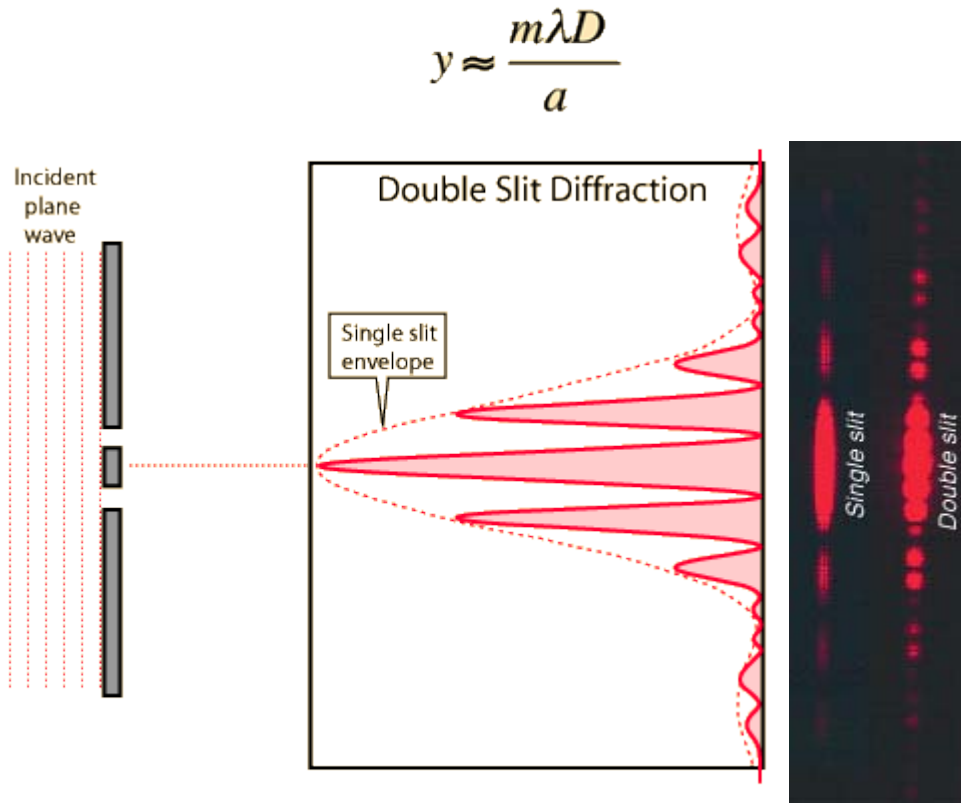 y ≈ mλD / a
Incident
plane
wave
Double Slit Diffraction
Single slit
envelope
Single slit
Double slit